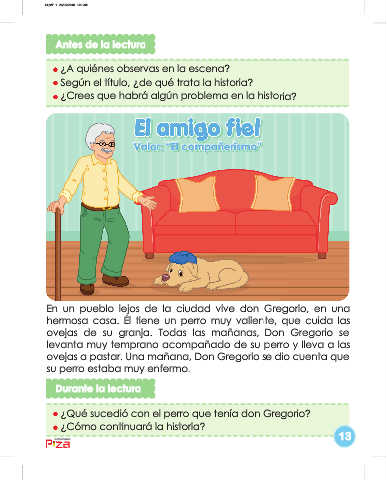 Antes de la lectura
¿A quiénes observas en la escena?
Según el título, ¿de qué trata la historia?
¿Crees que habrá algún problema en la historia?
El amigo fiel
Valor: "El compañerismo"
En un pueblo lejos de la ciudad vive don Gregorio, en una
hermosa casa. Él tiene un perro muy valiente, que cuida las
ovejas de su granja. Todas las mañanas, Don Gregorio se
levanta muy temprano acompañado de su perro y lleva a las
ovejas a pastar. Una mañana, Don Gregorio se dio cuenta que
su perro estaba muy enfermo.
Durante la lectura
¿Qué sucedió con el perro que tenía don Gregorio?
¿Cómo continuará la historia?
13